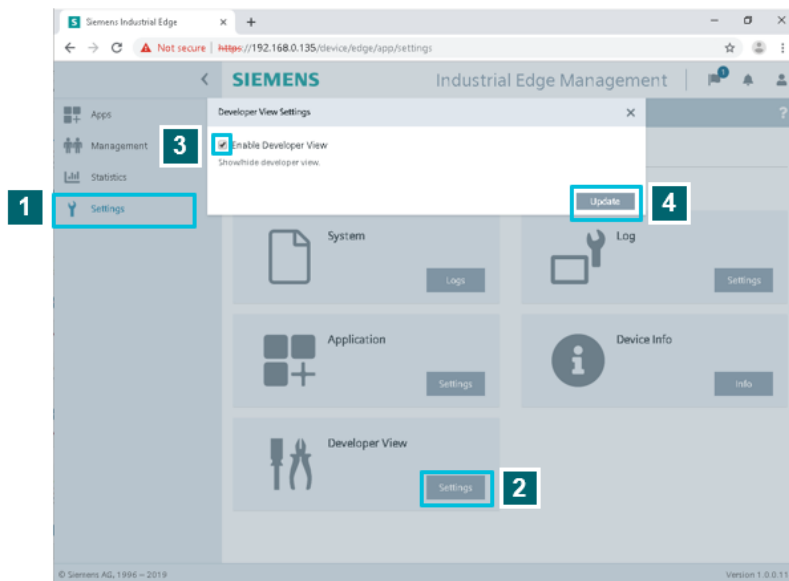 Siemens Industrial Edge
Not secure | https://192.168.0.135/device/edge/app/settings
SIEMENS
Industrial Edge Management
1
Apps
Management
Statistics
Settings
Developer View Settings
?
3
Enable Developer View
Show/hide developer view.
Update
4
1
System
Logs
Log
Settings
Application
Settings
Device Info
Info
Developer View
Settings
2
© Siemens AG, 1996 – 2019
Version 1.0.0.11